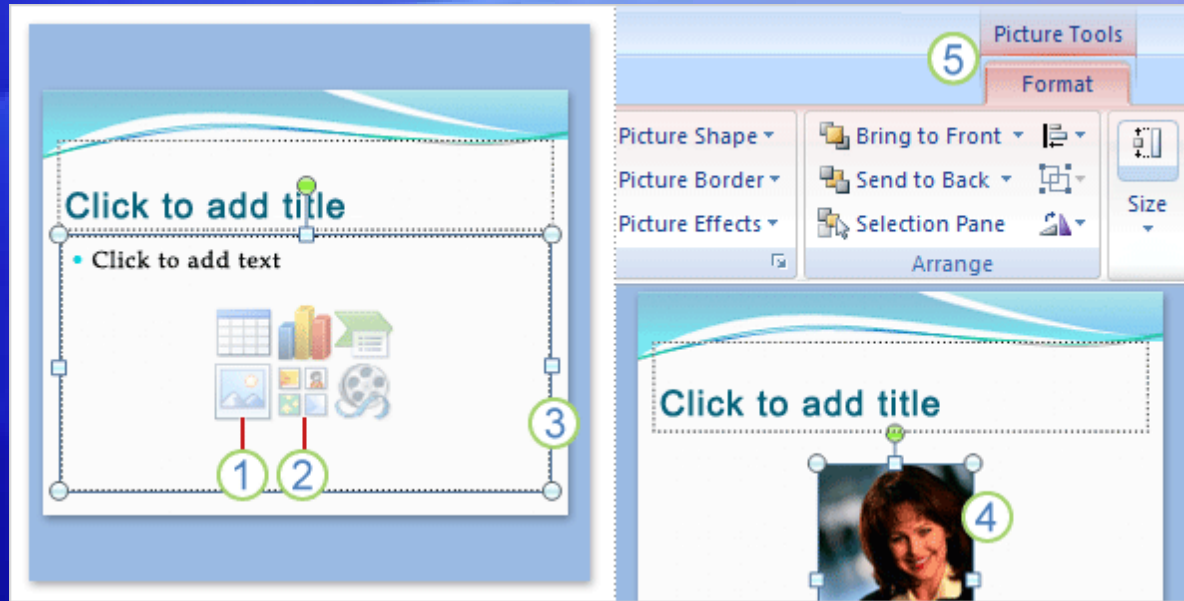 Click to add title
Click to add text
1
2
3
Picture Tools
5
Format
Picture Shape
Bring to Front
Picture Border
Send to Back
Size
Picture Effects
Selection Pane
Arrange
Click to add title
4